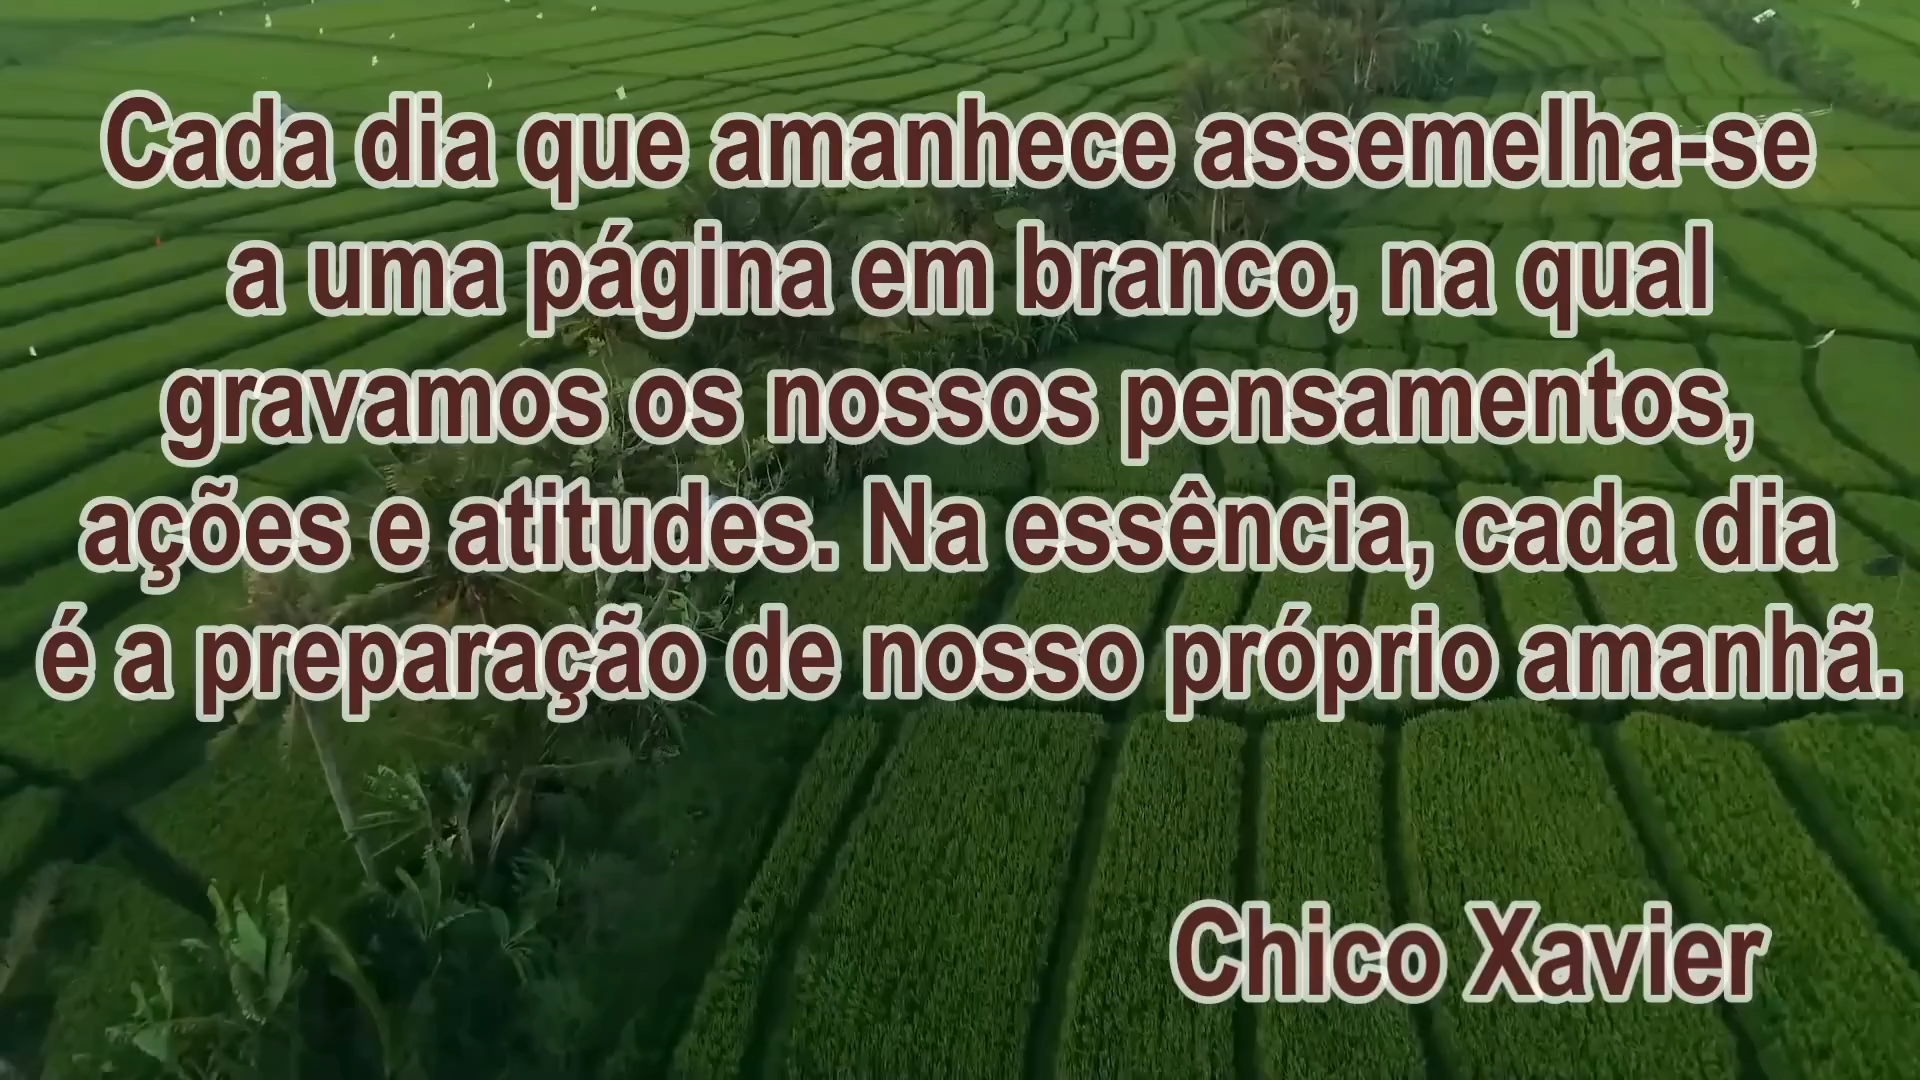 Cada dia que amanhece assemelha-se
a uma página em branco, na qual
gravamos os nossos pensamentos,
ações e atitudes. Na essência, cada dia
é a preparação de nosso próprio amanhã.
Chico Xavier